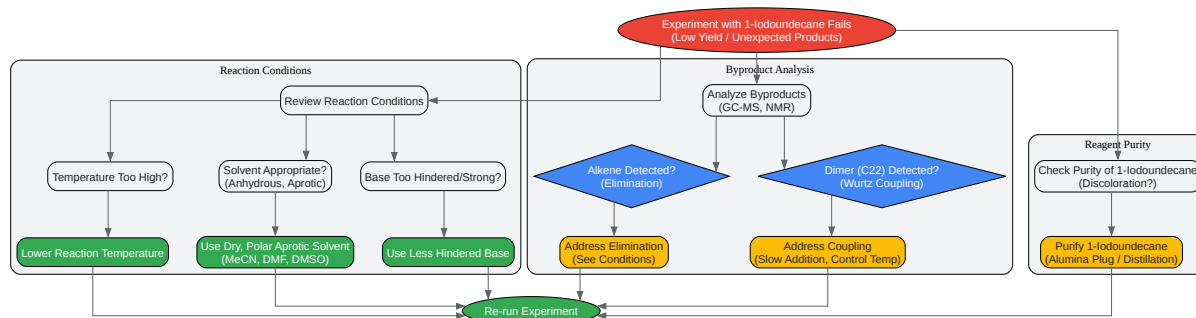 Experiment with 1-Iodoundecane Fails
(Low Yield / Unexpected Products)
Reaction Conditions
Review Reaction Conditions
Temperature Too High?
Solvent Appropriate?
(Anhydrous, Aprotic)
Base Too Hindered/Strong?
Lower Reaction Temperature
Use Dry, Polar Aprotic Solvent
(MeCN, DMF, DMSO)
Use Less Hindered Base
Byproduct Analysis
Analyze Byproducts
(GC-MS, NMR)
Alkene Detected?
(Elimination)
Dimer (C22) Detected?
(Wurtz Coupling)
Address Elimination
(See Conditions)
Address Coupling
(Slow Addition, Control Temp)
Reagent Purity
Check Purity of 1-Iodoundecane
(Discoloration?)
Purify 1-Iodoundecane
(Alumina Plug / Distillation)
Re-run Experiment